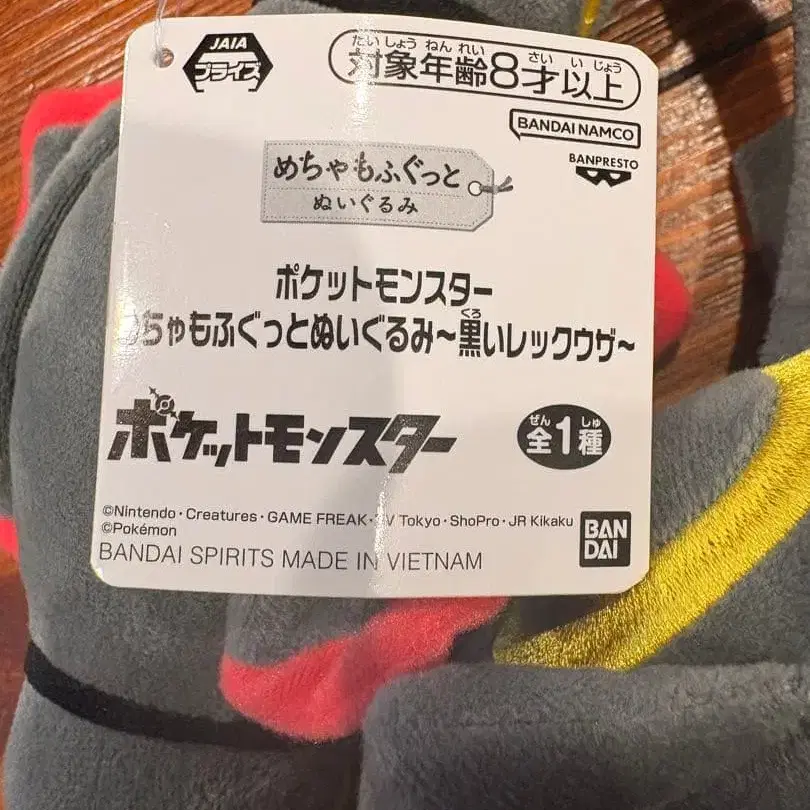 JAIA
プライズ
たいしょうねんれい さい いじょう
対象年齢8才以上
BANDAI NAMCO
BANPRESTO
めちゃもふぐっと
ぬいぐるみ
ポケットモンスター
ちゃもふぐっとぬいぐるみ〜黒いレックウザ〜
くろ
ポケットモンスター
ぜん しゅ
全1種
©Nintendo・Creatures・GAME FREAK・TV Tokyo・ShoPro・JR Kikaku
©Pokémon
BANDAI SPIRITS MADE IN VIETNAM
BAN
DAI